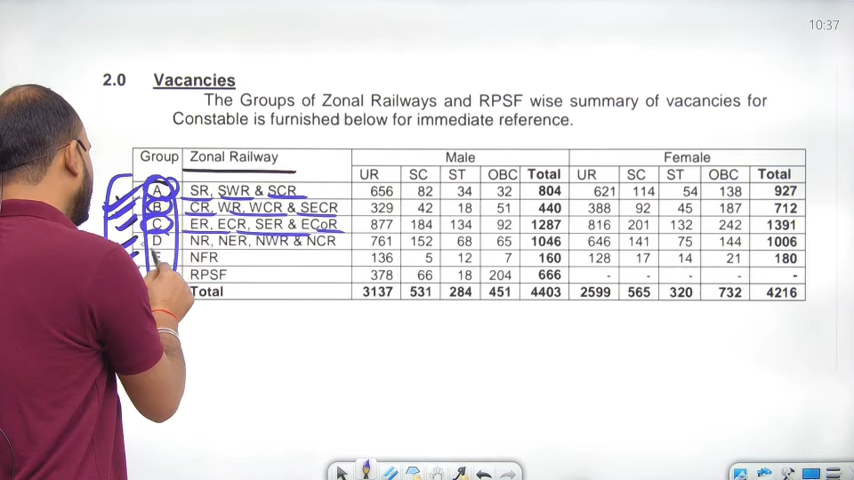 10:37
2.0 Vacancies
The Groups of Zonal Railways and RPSF wise summary of vacancies for
Constable is furnished below for immediate reference.
Group Zonal Railway Male Female
UR SC ST OBC Total UR SC ST OBC Total
A SR, SWR & SCR 656 82 34 32 804 621 114 54 138 927
B CR, WR, WCR & SECR 329 42 18 51 440 388 92 45 187 712
C ER, ECR, SER & ECoR 877 184 134 92 1287 816 201 132 242 1391
D NR, NER, NWR & NCR 761 152 68 65 1046 646 141 75 144 1006
NFR 136 5 12 7 160 128 17 14 21 180
RPSF 378 66 18 204 666 - - - - -
Total 3137 531 284 451 4403 2599 565 320 732 4216